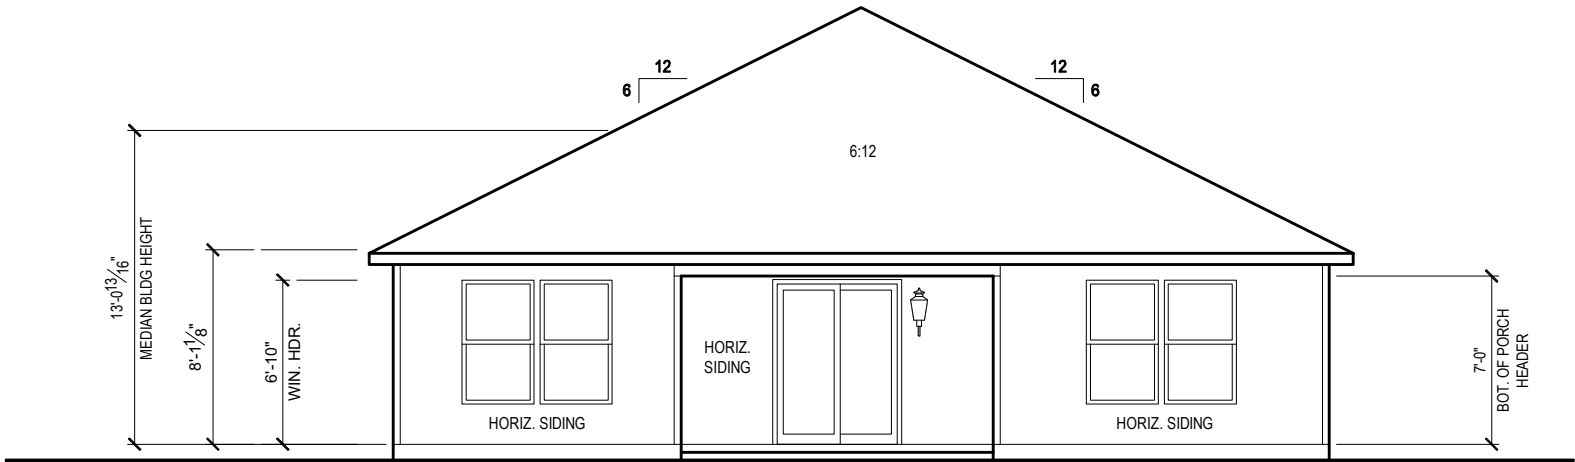 12
6
12
6
6:12
13'-0 13/16"
MEDIAN BLDG HEIGHT
8'-1 1/8"
6'-10"
WIN. HDR.
HORIZ.
SIDING
HORIZ. SIDING
HORIZ. SIDING
7'-0"
BOT. OF PORCH
HEADER